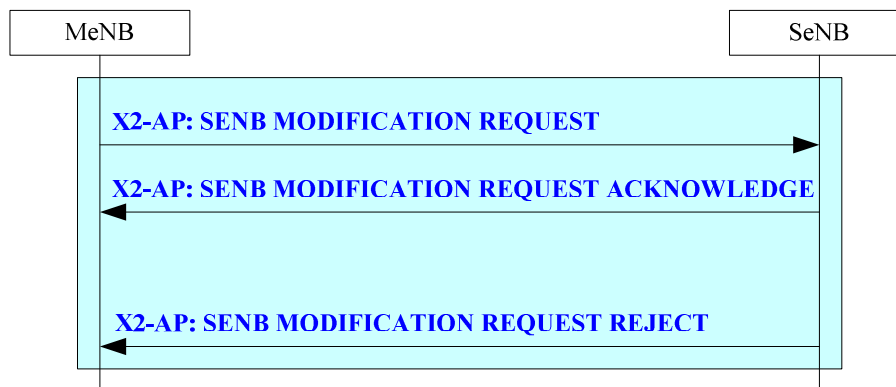 MeNB
SeNB
X2-AP: SENB MODIFICATION REQUEST
X2-AP: SENB MODIFICATION REQUEST ACKNOWLEDGE
X2-AP: SENB MODIFICATION REQUEST REJECT